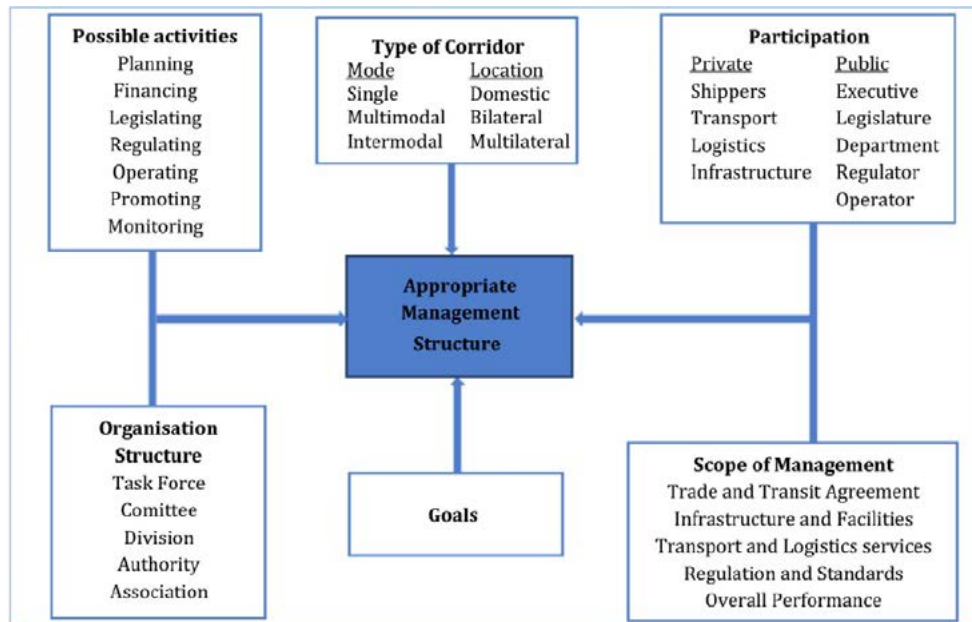 Possible activities
Planning
Financing
Legislating
Regulating
Operating
Promoting
Monitoring
Type of Corridor
Mode Location
Single Domestic
Multimodal Bilateral
Intermodal Multilateral
Participation
Private Public
Shippers Executive
Transport Legislature
Logistics Department
Infrastructure Regulator
Operator
Appropriate
Management
Structure
Organisation
Structure
Task Force
Comittee
Division
Authority
Association
Goals
Scope of Management
Trade and Transit Agreement
Infrastructure and Facilities
Transport and Logistics services
Regulation and Standards
Overall Performance